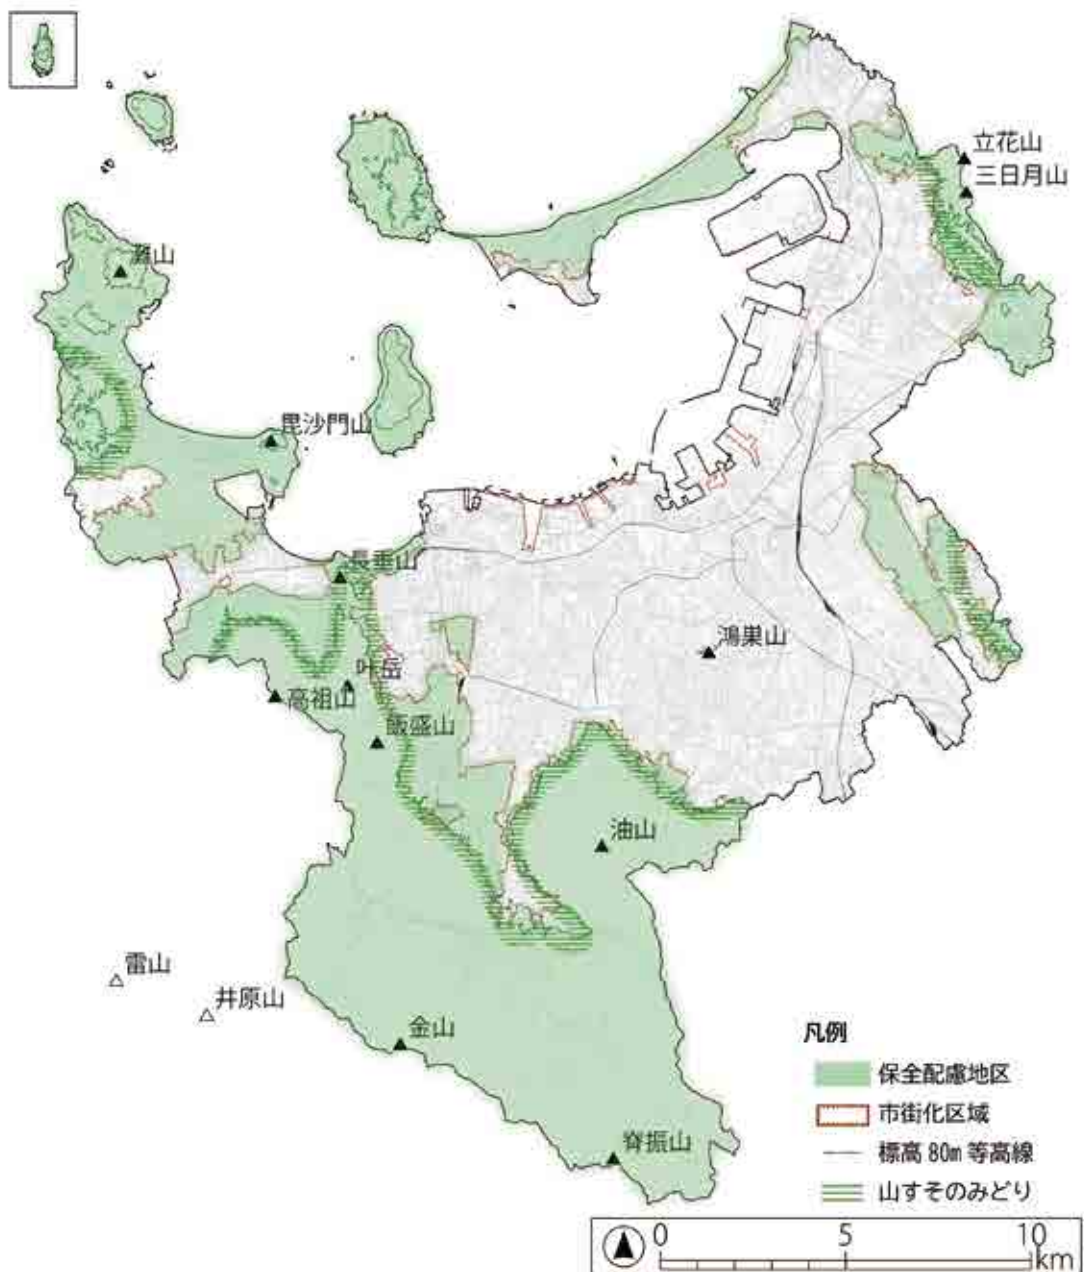 立花山
三日月山
灘山
毘沙門山
長垂山
鴻巣山
叶岳
高祖山
飯盛山
油山
雷山
井原山
金山
脊振山
凡例
保全配慮地区
市街化区域
標高 80m 等高線
山すそのみどり
0 5 10
km